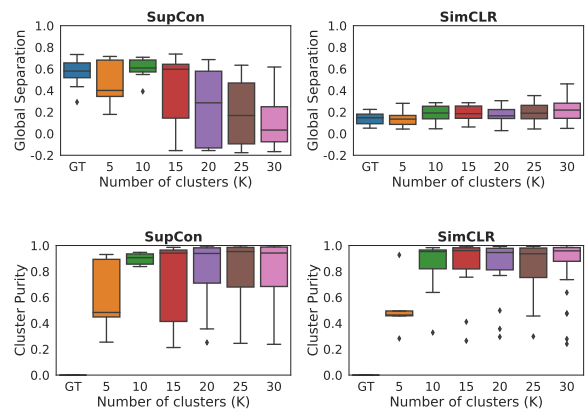 SupCon
SimCLR
Global Separation
1.0
0.8
0.6
0.4
0.2
0.0
-0.2
GT 5 10 15 20 25 30
Number of clusters (K)
Global Separation
1.0
0.8
0.6
0.4
0.2
0.0
-0.2
GT 5 10 15 20 25 30
Number of clusters (K)
SupCon
SimCLR
Cluster Purity
1.0
0.8
0.6
0.4
0.2
0.0
GT 5 10 15 20 25 30
Number of clusters (K)
Cluster Purity
1.0
0.8
0.6
0.4
0.2
0.0
GT 5 10 15 20 25 30
Number of clusters (K)